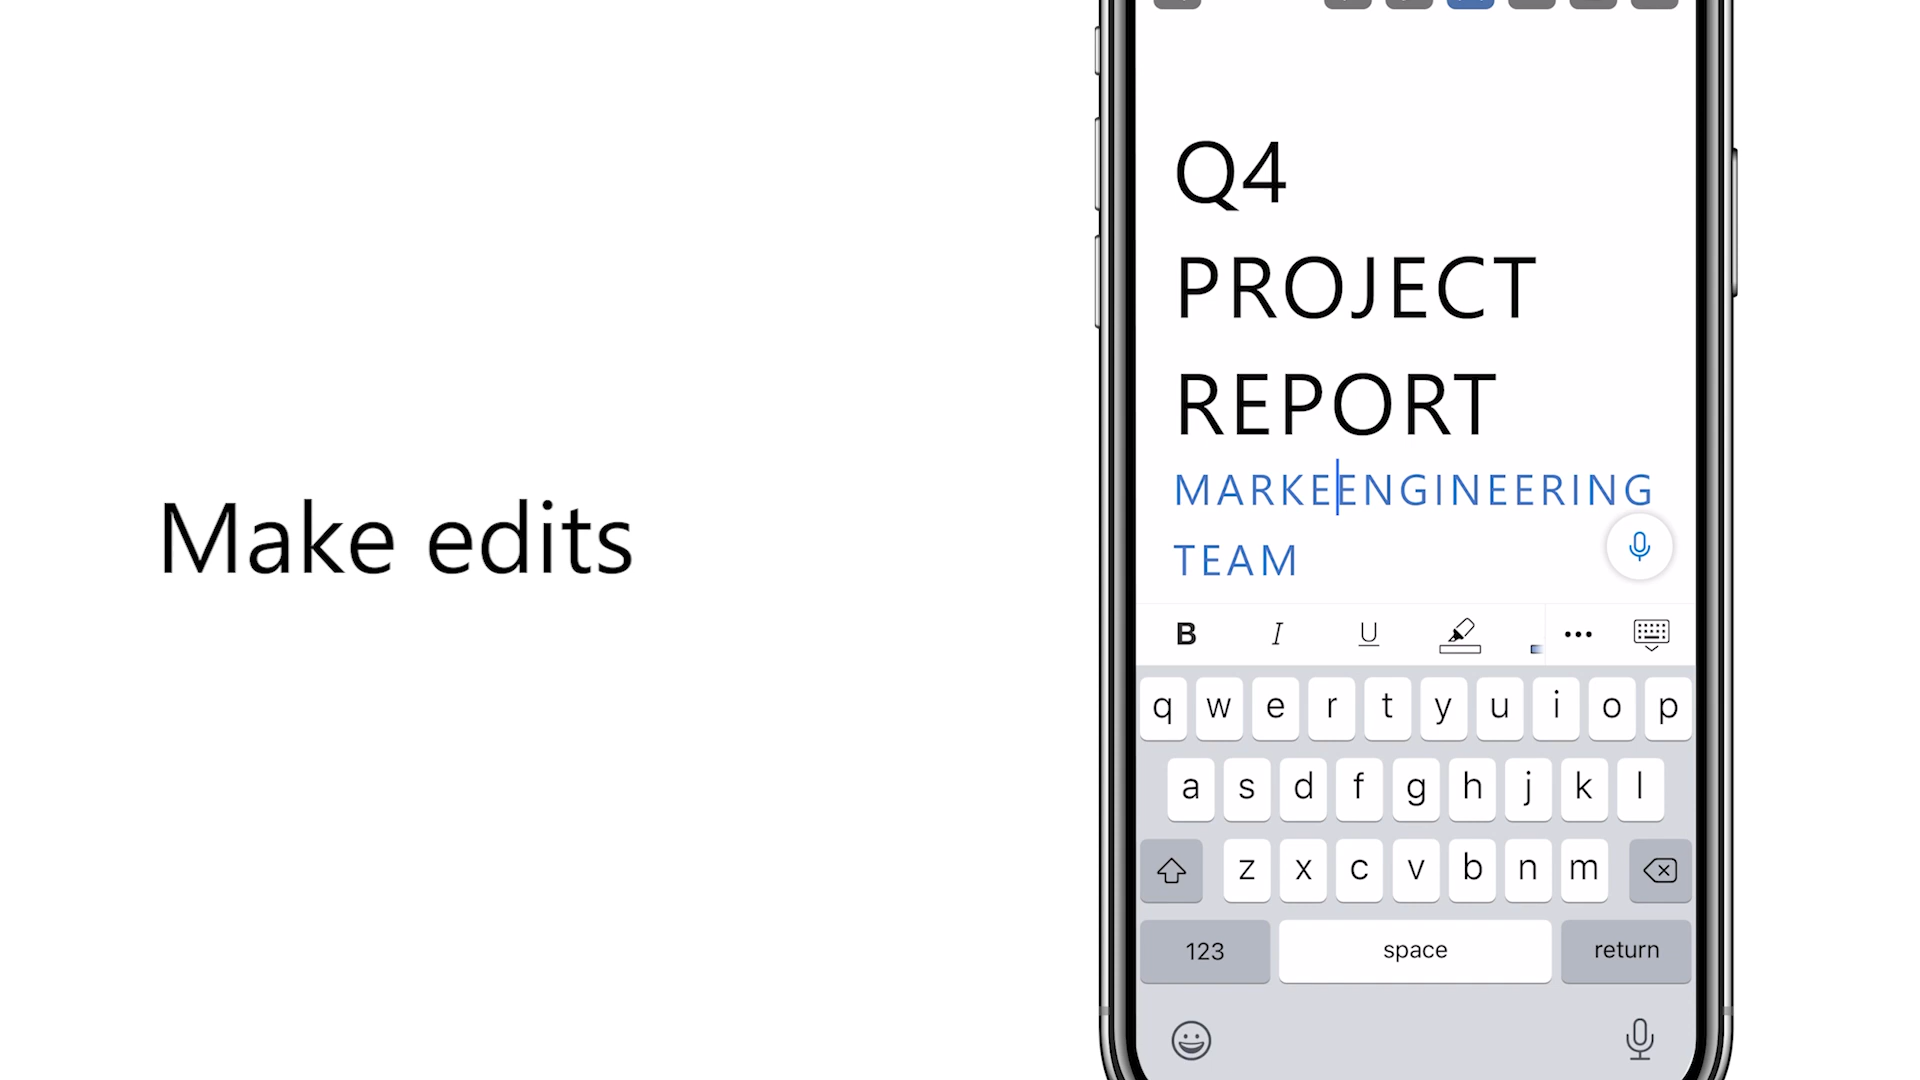 Make edits
Q4
PROJECT
REPORT
MARKEENGINEERING
TEAM
B I U
q w e r t y u i o p
a s d f g h j k l
z x c v b n m
123 space return